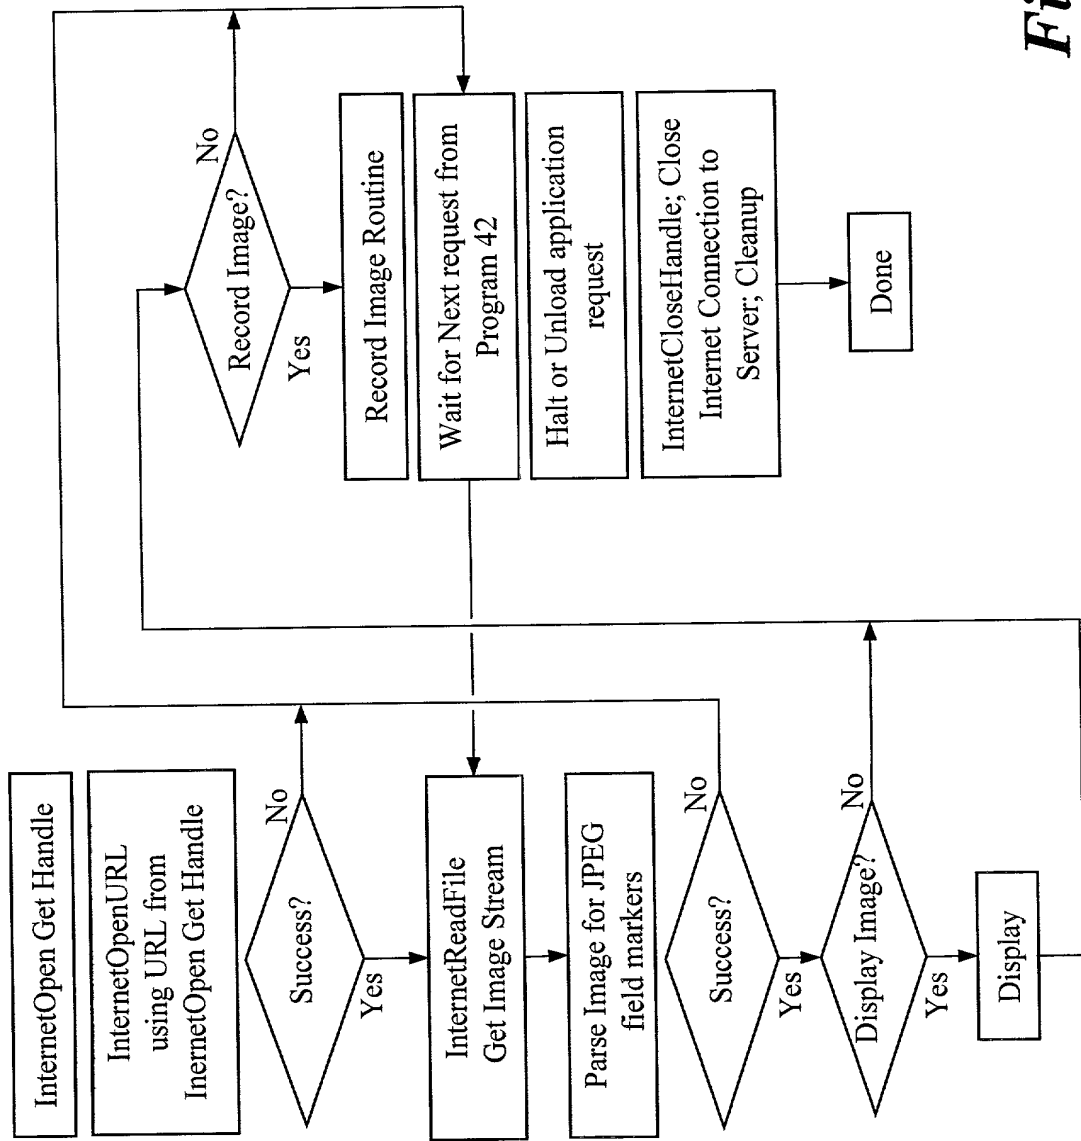 InternetOpen Get Handle
InternetOpenURL
using URL from
InernetOpen Get Handle
Success?
No
Yes
InternetReadFile
Get Image Stream
Parse Image for JPEG
field markers
Success?
No
Yes
Display Image?
No
Yes
Display
Record Image?
No
Yes
Record Image Routine
Wait for Next request from
Program 42
Halt or Unload application
request
InternetCloseHandle; Close
Internet Connection to
Server; Cleanup
Done